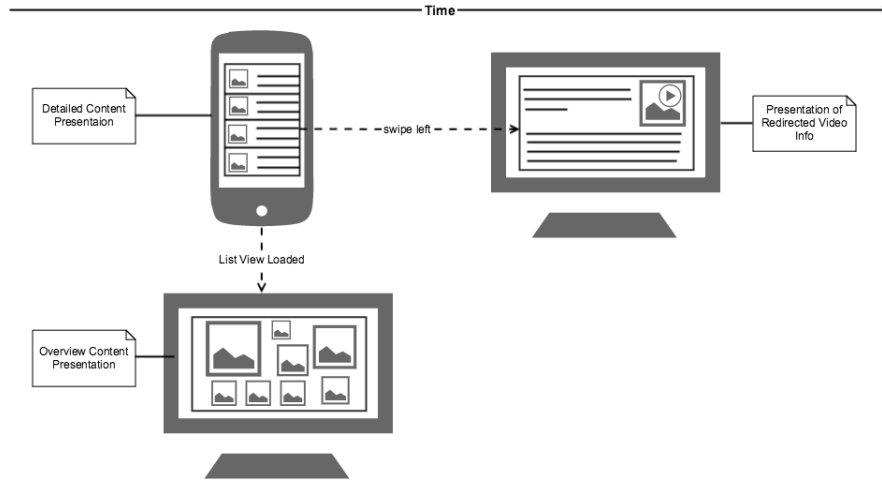 Time
Detailed Content
Presentaion
swipe left
Presentation of
Redirected Video
Info
List View Loaded
Overview Content
Presentation